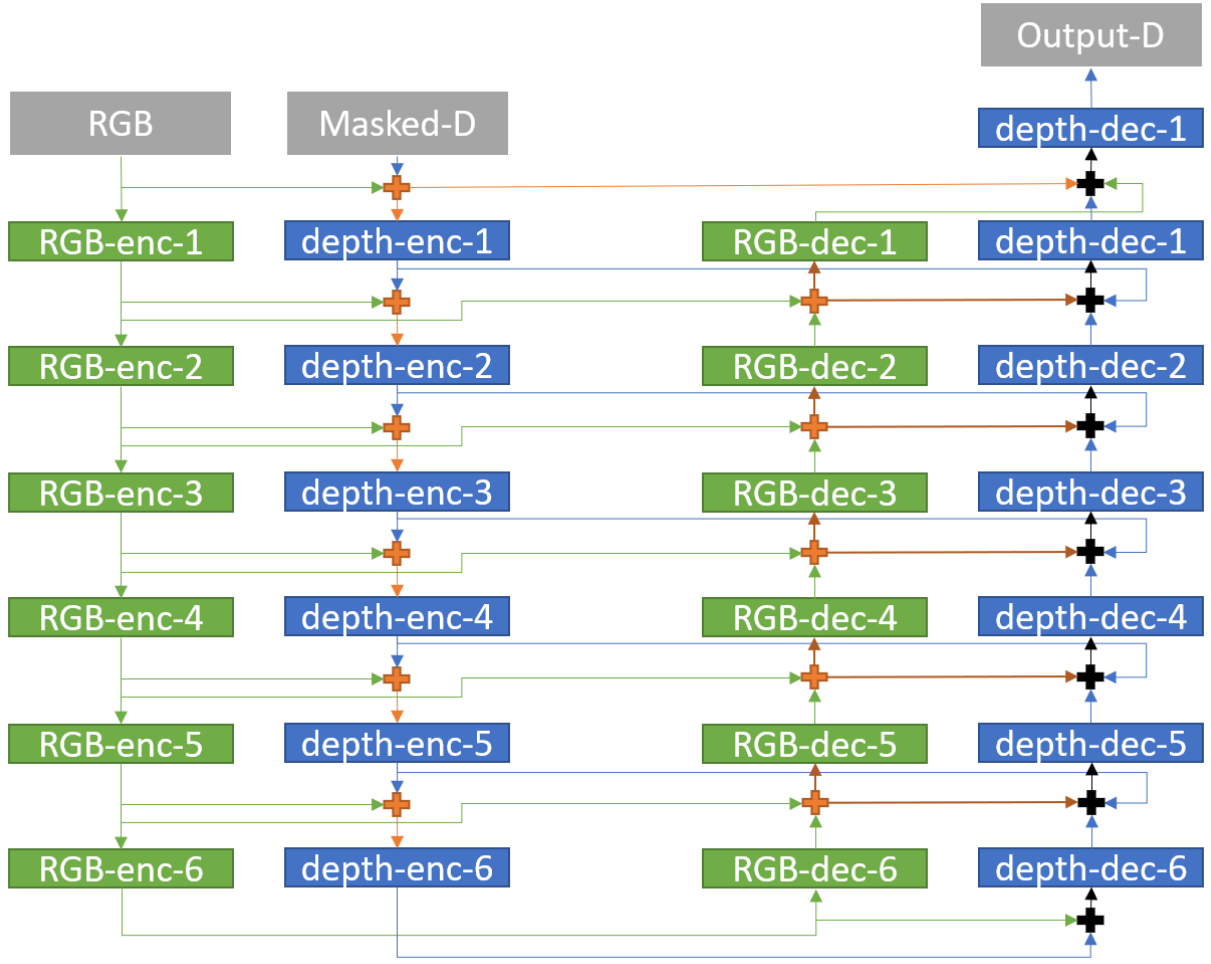 Output-D
RGB
Masked-D
depth-dec-1
RGB-enc-1
depth-enc-1
RGB-dec-1
depth-dec-1
RGB-enc-2
depth-enc-2
RGB-dec-2
depth-dec-2
RGB-enc-3
depth-enc-3
RGB-dec-3
depth-dec-3
RGB-enc-4
depth-enc-4
RGB-dec-4
depth-dec-4
RGB-enc-5
depth-enc-5
RGB-dec-5
depth-dec-5
RGB-enc-6
depth-enc-6
RGB-dec-6
depth-dec-6